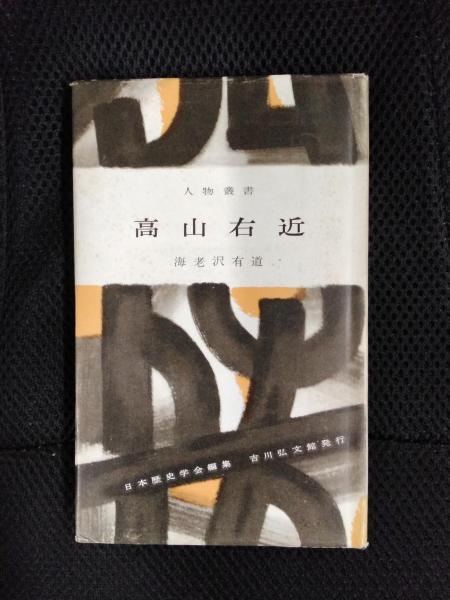 人物叢書
高山右近
海老沢有道
日本歴史学会編集 吉川弘文館発行